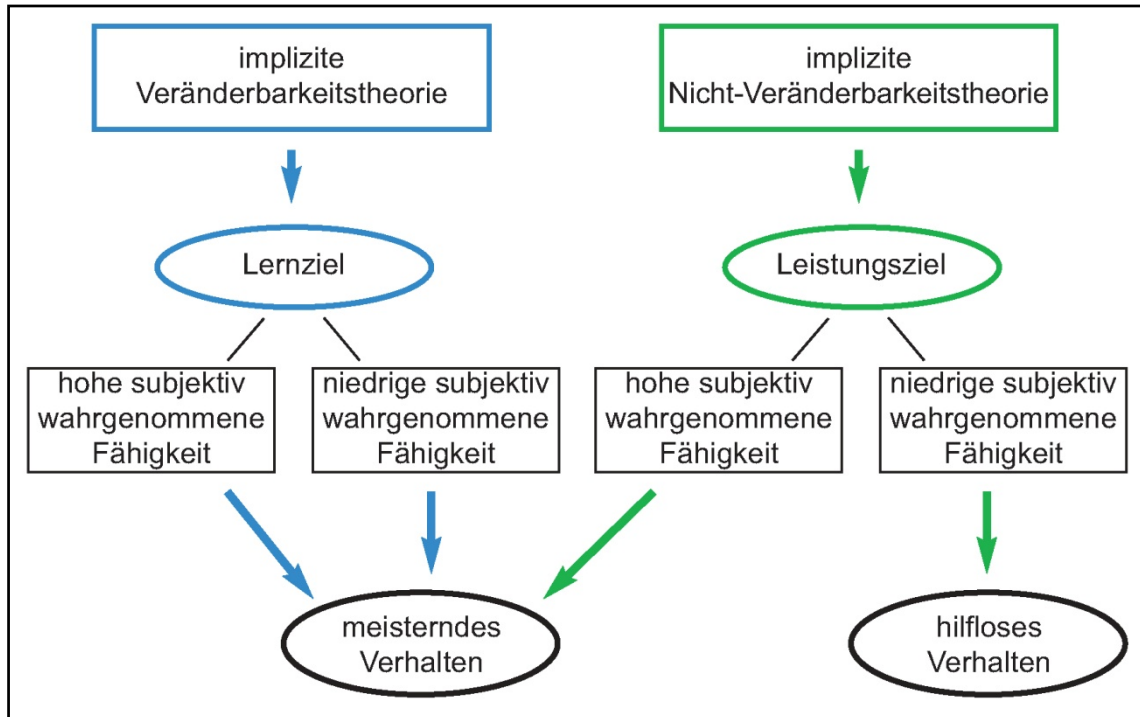 implizite
Veränderbarkeitstheorie
implizite
Nicht-Veränderbarkeitstheorie
Lernziel
Leistungsziel
hohe subjektiv
wahrgenommene
Fähigkeit
niedrige subjektiv
wahrgenommene
Fähigkeit
hohe subjektiv
wahrgenommene
Fähigkeit
niedrige subjektiv
wahrgenommene
Fähigkeit
meisterndes
Verhalten
hilfloses
Verhalten